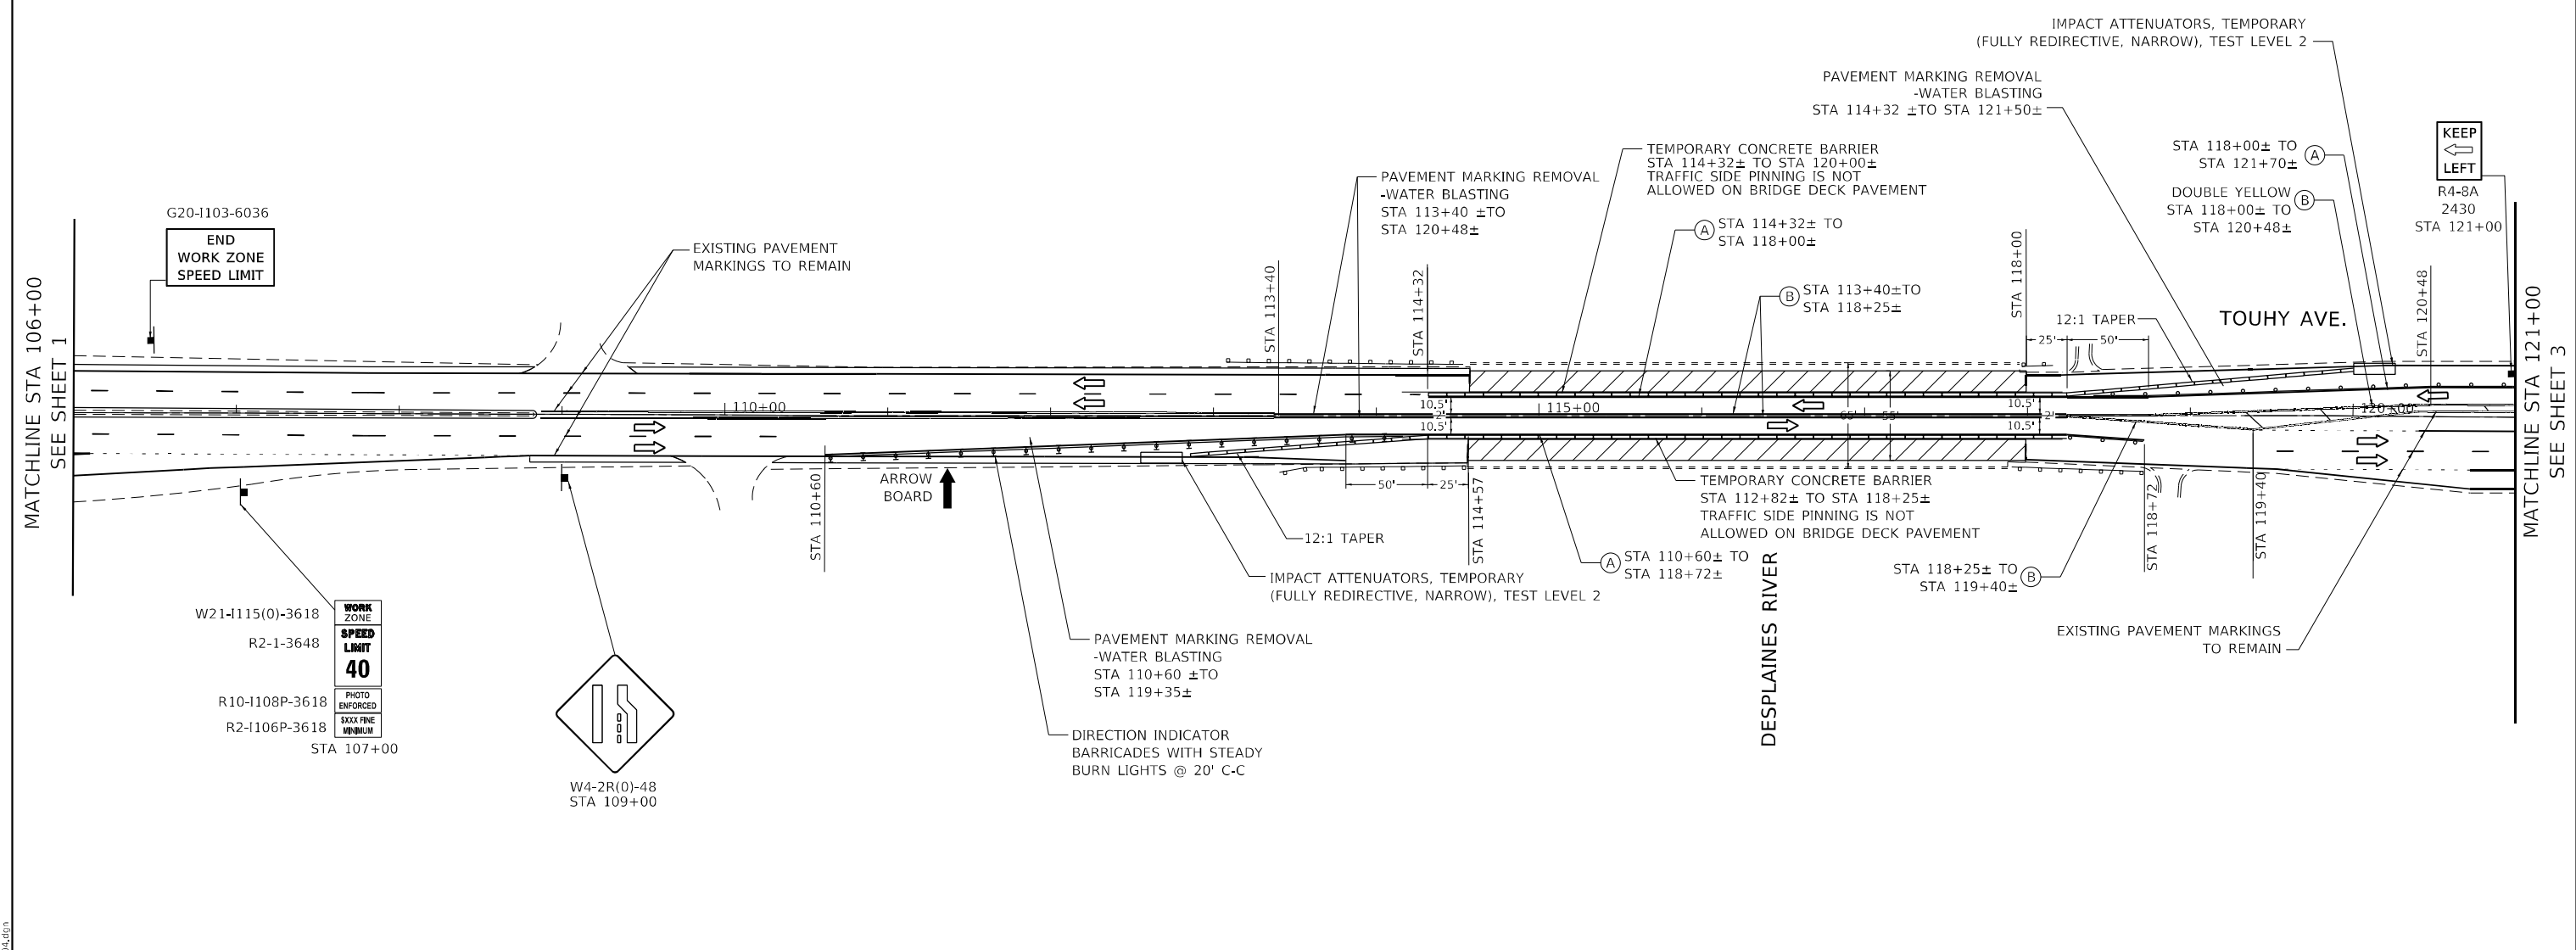 IMPACT ATTENUATORS, TEMPORARY
(FULLY REDIRECTIVE, NARROW), TEST LEVEL 2
PAVEMENT MARKING REMOVAL
-WATER BLASTING
STA 114+32 ±TO STA 121+50±
KEEP
LEFT
R4-8A
2430
STA 121+00
STA 118+00± TO
STA 121+70±
A
DOUBLE YELLOW
STA 118+00± TO
STA 120+48±
B
TEMPORARY CONCRETE BARRIER
STA 114+32± TO STA 120+00±
TRAFFIC SIDE PINNING IS NOT
ALLOWED ON BRIDGE DECK PAVEMENT
PAVEMENT MARKING REMOVAL
-WATER BLASTING
STA 113+40 ±TO
STA 120+48±
A
STA 114+32± TO
STA 118+00±
B
STA 113+40±TO
STA 118+25±
G20-I103-6036
END
WORK ZONE
SPEED LIMIT
EXISTING PAVEMENT
MARKINGS TO REMAIN
MATCHLINE STA 106+00
SEE SHEET 1
STA 113+40
STA 114+32
STA 118+00
12:1 TAPER
25'
50'
TOUHY AVE.
STA 120+48
MATCHLINE STA 121+00
SEE SHEET 3
110+00
10.5'
2'
10.5'
115+00
65'
55'
10.5'
2'
10.5'
120+00
STA 110+60
ARROW
BOARD
50'
25'
STA 114+57
12:1 TAPER
TEMPORARY CONCRETE BARRIER
STA 112+82± TO STA 118+25±
TRAFFIC SIDE PINNING IS NOT
ALLOWED ON BRIDGE DECK PAVEMENT
STA 118+72
STA 119+40
A
STA 110+60± TO
STA 118+72±
STA 118+25± TO
STA 119+40±
B
IMPACT ATTENUATORS, TEMPORARY
(FULLY REDIRECTIVE, NARROW), TEST LEVEL 2
DESPLAINES RIVER
EXISTING PAVEMENT MARKINGS
TO REMAIN
W21-I115(0)-3618
WORK
ZONE
R2-1-3648
SPEED
LIMIT
40
R10-I108P-3618
PHOTO
ENFORCED
R2-I106P-3618
$XXX FINE
MINIMUM
STA 107+00
W4-2R(0)-48
STA 109+00
PAVEMENT MARKING REMOVAL
-WATER BLASTING
STA 110+60 ±TO
STA 119+35±
DIRECTION INDICATOR
BARRICADES WITH STEADY
BURN LIGHTS @ 20' C-C
04.dgn